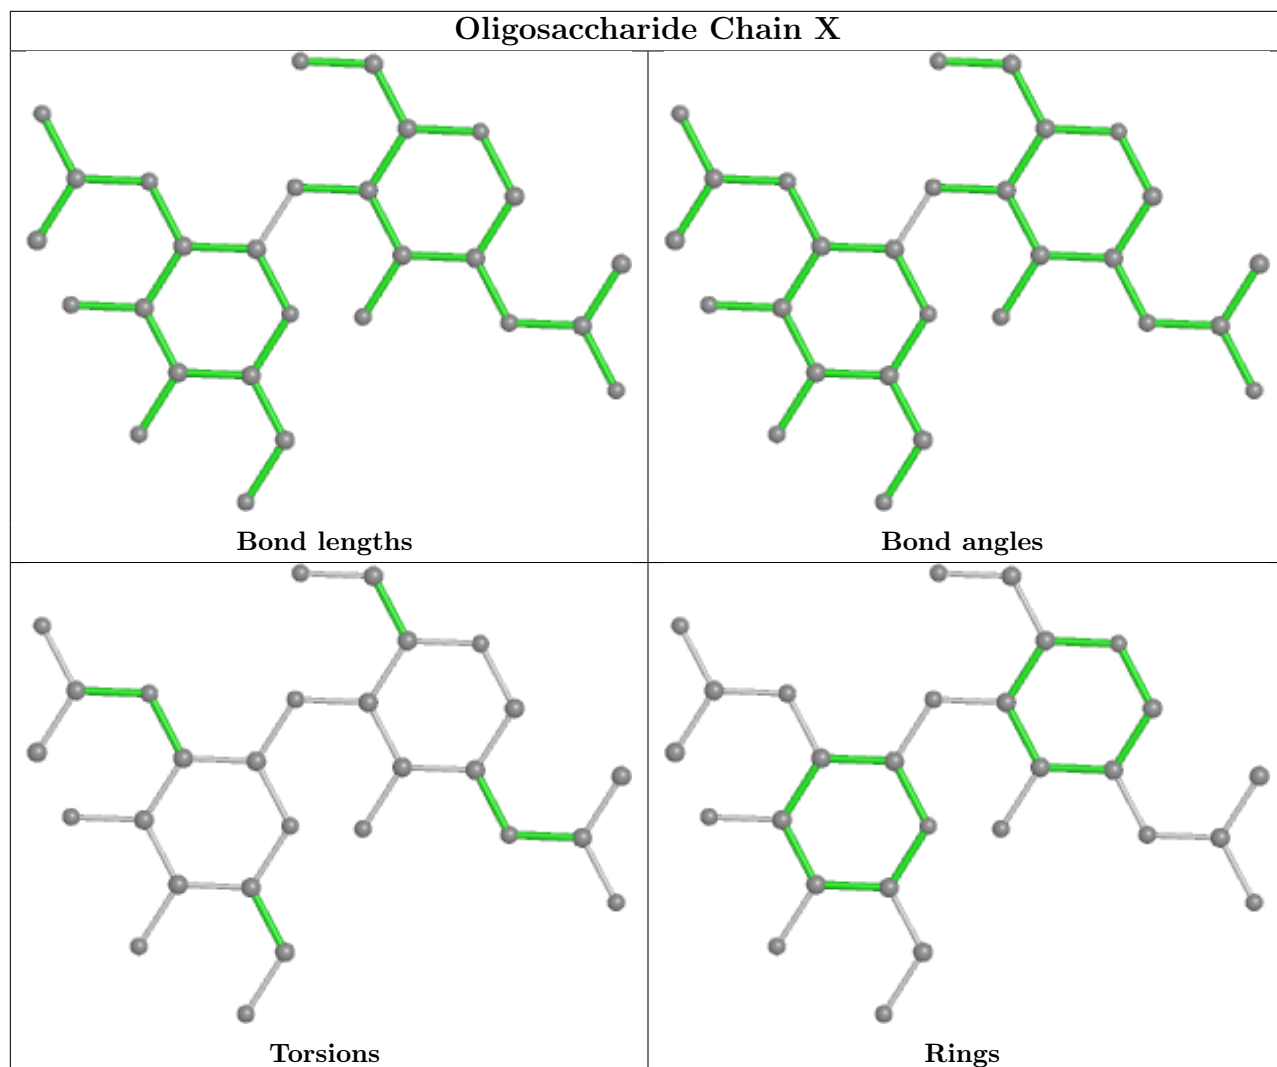 Oligosaccharide Chain X
Bond lengths
Bond angles
Torsions
Rings